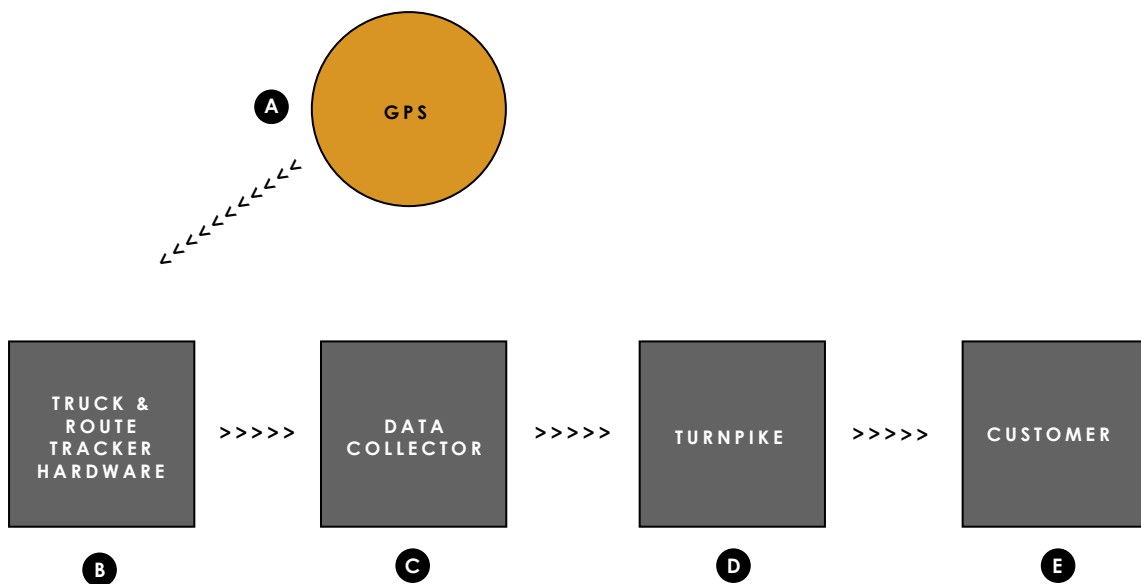 A
GPS
<<<<<<<<<<<
TRUCK &
ROUTE
TRACKER
HARDWARE
>>>>>
DATA
COLLECTOR
>>>>>
TURNPIKE
>>>>>
CUSTOMER
B
C
D
E